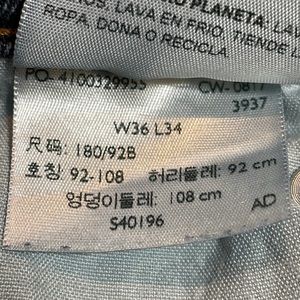 PLANETA: LA
LAVA EN FRIO, TIENDE
ROPA, DONA O RECICLA.
PO-4100329955 CW-0817
3937
W36 L34
尺码: 180/92B
호칭 92-108 허리둘레: 92 cm
엉덩이둘레: 108 cm
S40196 AD